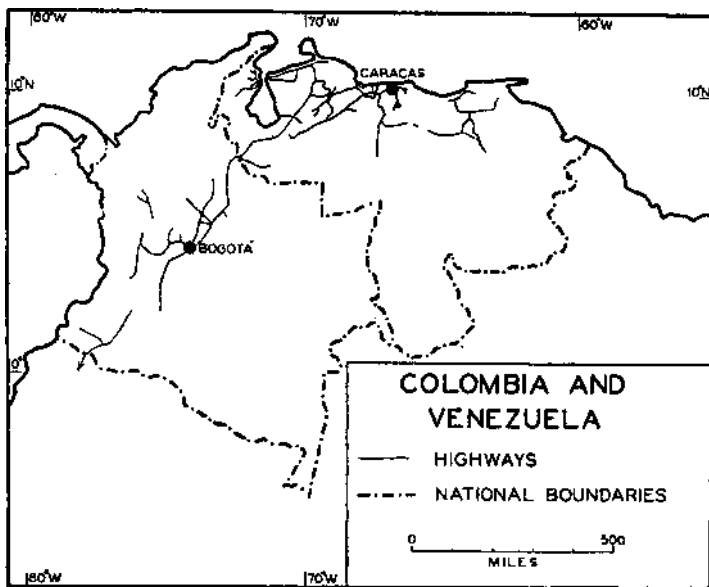 80°W
70°W
60°W
CARACAS
10°N
10°N
BOGOTA
0°
COLOMBIA AND
VENEZUELA
HIGHWAYS
NATIONAL BOUNDARIES
0 500
MILES
80°W
70°W